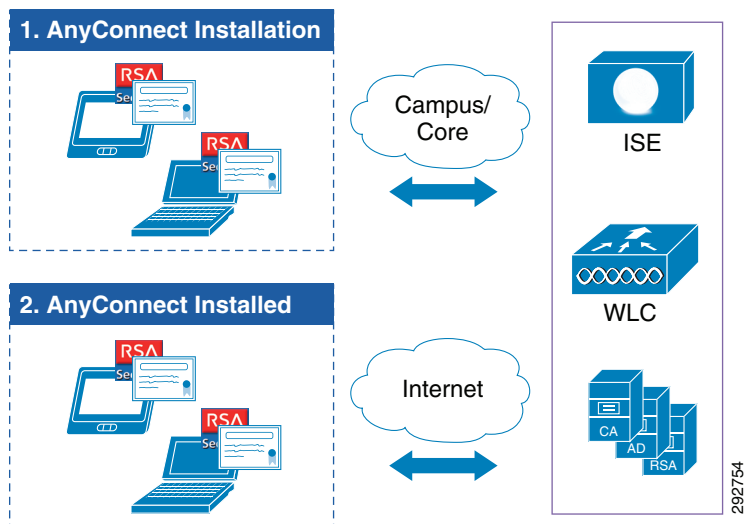 1. AnyConnect Installation
RSA
Se
RSA
Se
Campus/
Core
ISE
WLC
2. AnyConnect Installed
RSA
Se
RSA
Se
Internet
CA
AD
RSA
292754